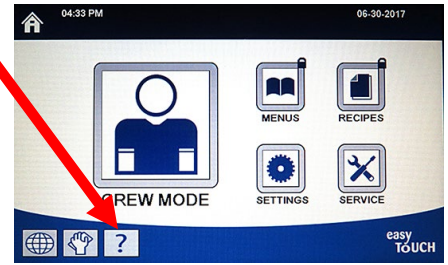 04:33 PM 06-30-2017
MENUS RECIPES
CREW MODE SETTINGS SERVICE
?
easy
TOUCH